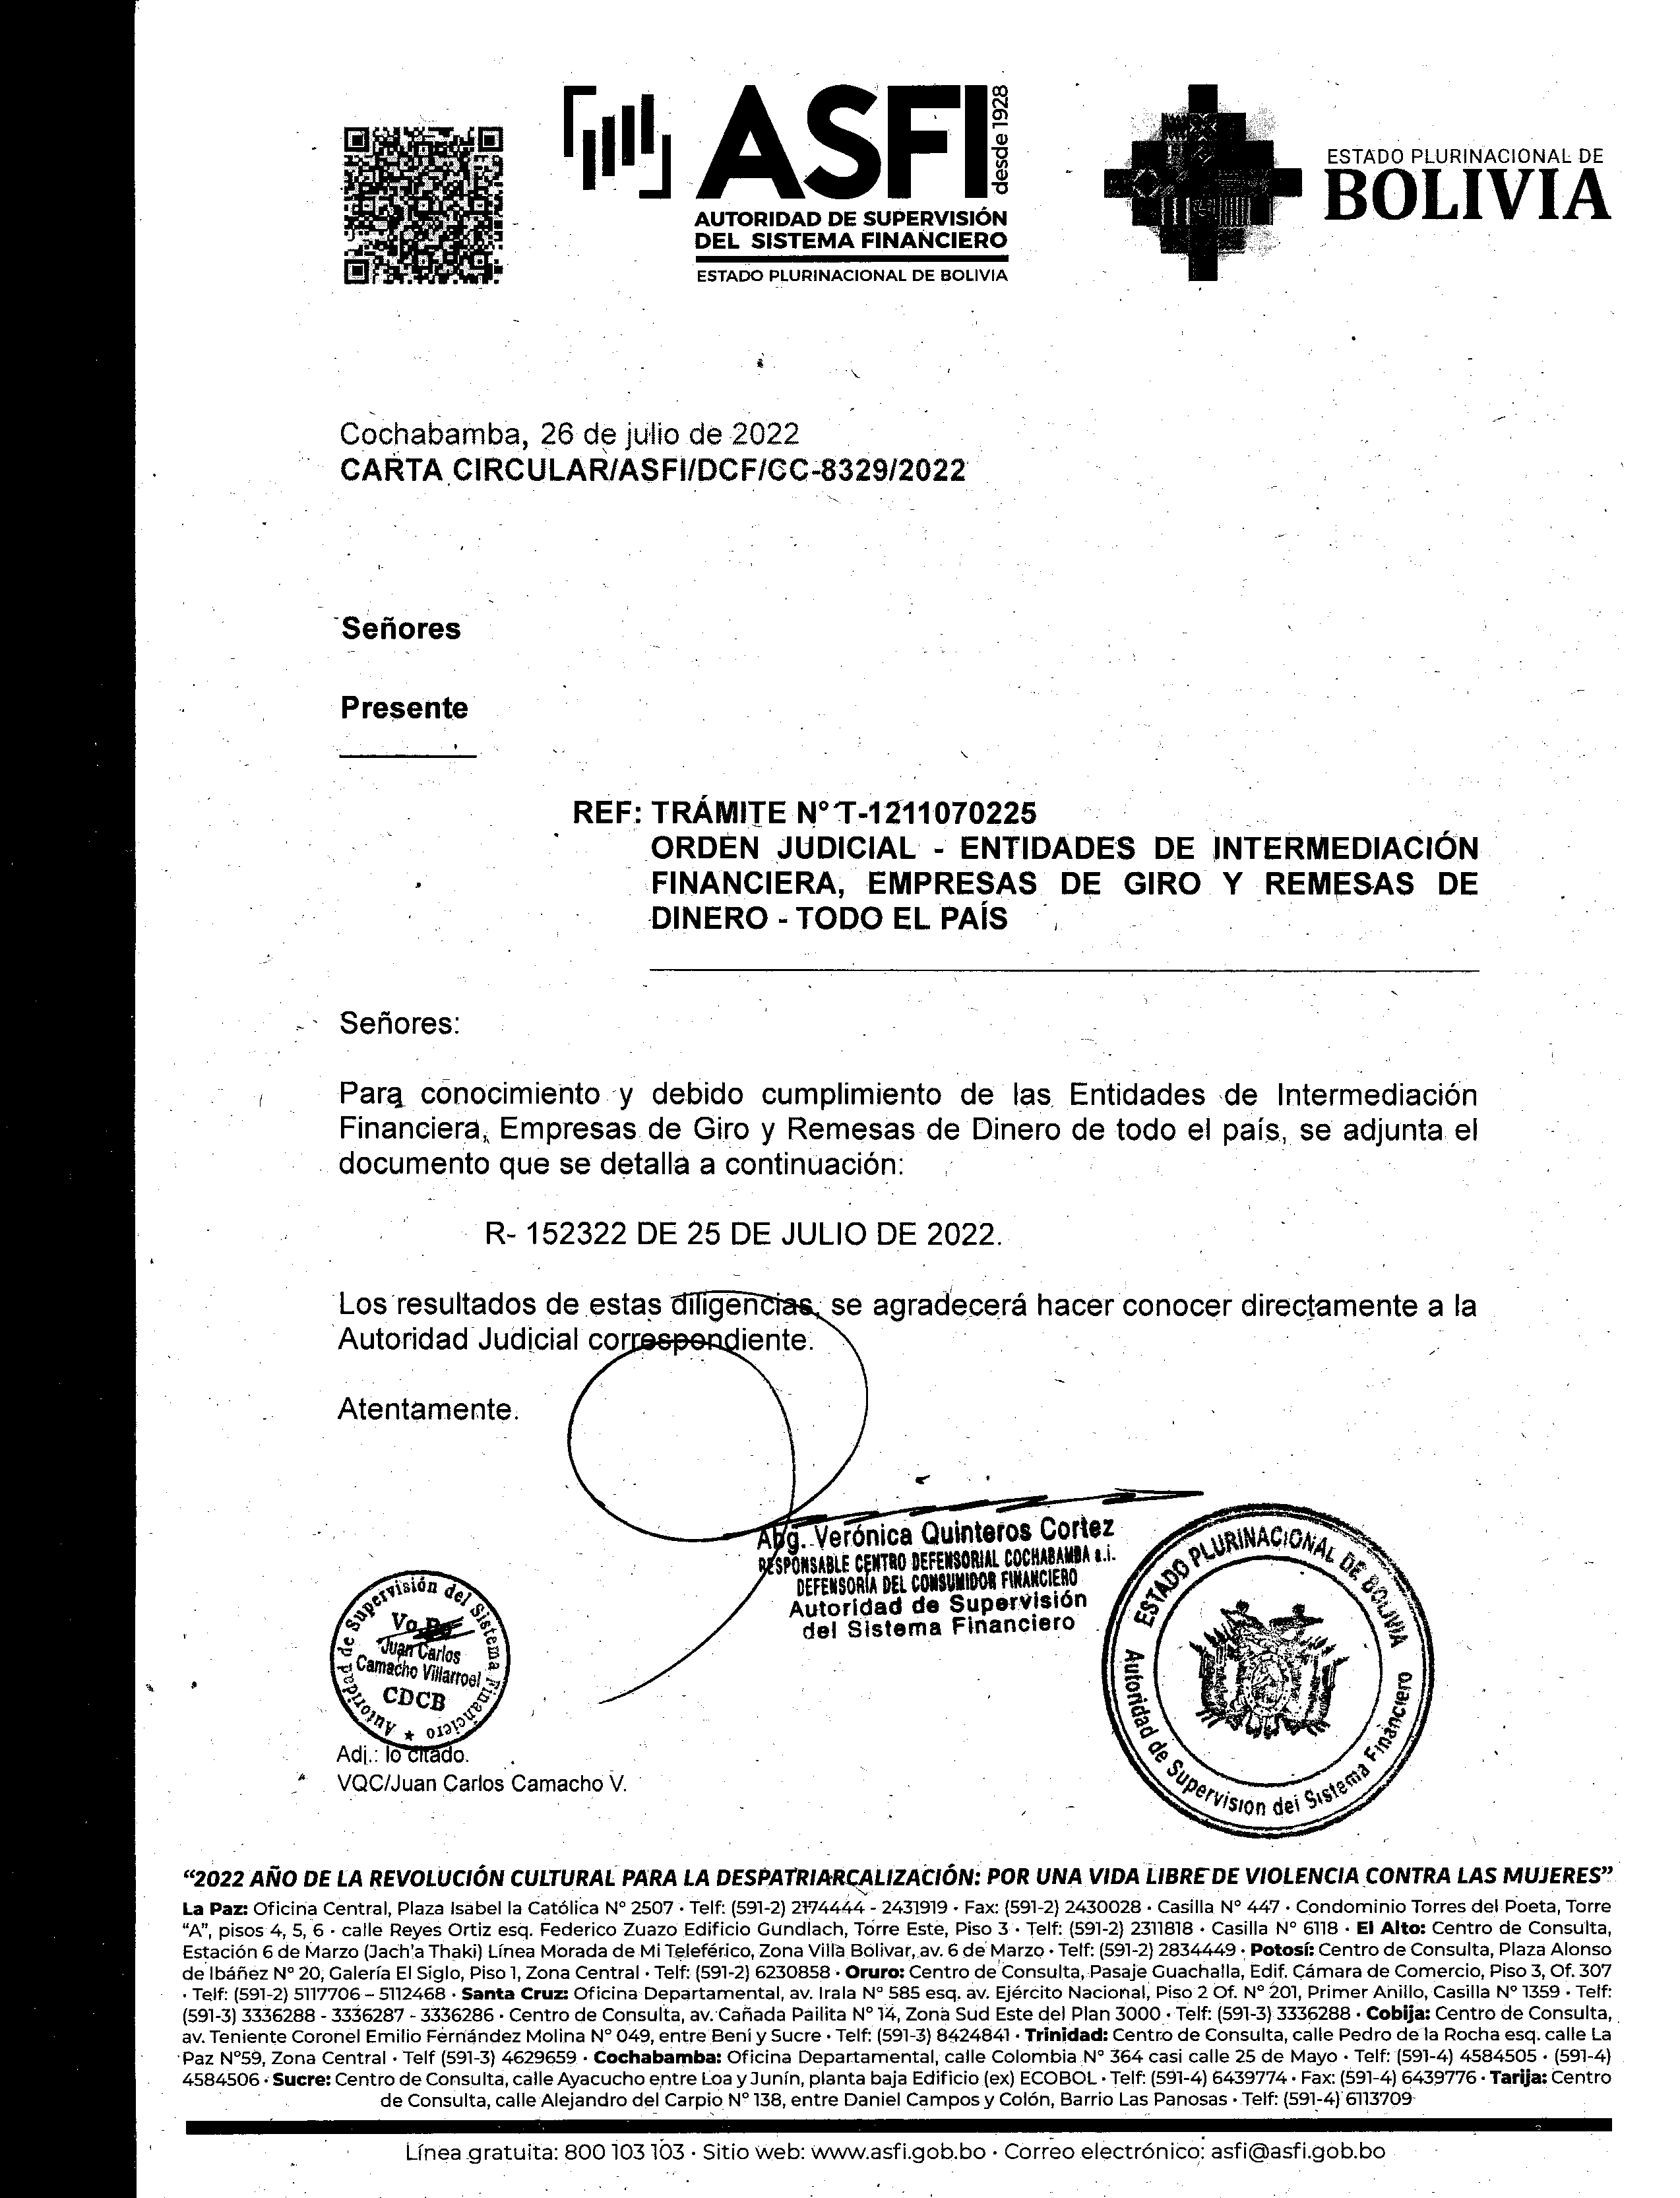 ASFI
desde 1928
AUTORIDAD DE SUPERVISIÓN
DEL SISTEMA FINANCIERO
ESTADO PLURINACIONAL DE BOLIVIA
ESTADO PLURINACIONAL DE
BOLIVIA
Cochabamba, 26 de julio de 2022
CARTA CIRCULAR/ASFI/DCF/CC-8329/2022
Señores
Presente
REF: TRÁMITE N° T-1211070225
ORDEN JUDICIAL - ENTIDADES DE INTERMEDIACIÓN
FINANCIERA, EMPRESAS DE GIRO Y REMESAS DE
DINERO - TODO EL PAÍS
Señores:
Para conocimiento y debido cumplimiento de las Entidades de Intermediación
Financiera, Empresas de Giro y Remesas de Dinero de todo el país, se adjunta el
documento que se detalla a continuación:
R- 152322 DE 25 DE JULIO DE 2022.
Los resultados de estas diligencias, se agradecerá hacer conocer directamente a la
Autoridad Judicial correspondiente.
Atentamente.
Abg. Verónica Quinteros Cortez
RESPONSABLE CENTRO DEFENSORIAL COCHABAMBA a.i.
DEFENSORÍA DEL CONSUMIDOR FINANCIERO
Autoridad de Supervisión
del Sistema Financiero
ESTADO PLURINACIONAL DE BOLIVIA
Autoridad de Supervision del Sistema Financiero
Autoridad de Supervisión del Sistema Financiero
Vo.Bo
Juan Carlos
Camacho Villarroel
CDCB
Adj.: lo citado.
VQC/Juan Carlos Camacho V.
“2022 AÑO DE LA REVOLUCIÓN CULTURAL PARA LA DESPATRIARCALIZACIÓN: POR UNA VIDA LIBRE DE VIOLENCIA CONTRA LAS MUJERES”
La Paz: Oficina Central, Plaza Isabel la Católica N° 2507 · Telf: (591-2) 2174444 - 2431919 · Fax: (591-2) 2430028 · Casilla N° 447 · Condominio Torres del Poeta, Torre
“A”, pisos 4, 5, 6 · calle Reyes Ortiz esq. Federico Zuazo Edificio Gundlach, Torre Este, Piso 3 · Telf: (591-2) 2311818 · Casilla N° 6118 · El Alto: Centro de Consulta,
Estación 6 de Marzo (Jach'a Thaki) Línea Morada de Mi Teleférico, Zona Villa Bolivar, av. 6 de Marzo · Telf: (591-2) 2834449 · Potosí: Centro de Consulta, Plaza Alonso
de Ibáñez N° 20, Galería El Siglo, Piso 1, Zona Central · Telf: (591-2) 6230858 · Oruro: Centro de Consulta, Pasaje Guachalla, Edif. Cámara de Comercio, Piso 3, Of. 307
· Telf: (591-2) 5117706 – 5112468 · Santa Cruz: Oficina Departamental, av. Irala N° 585 esq. av. Ejército Nacional, Piso 2 Of. N° 201, Primer Anillo, Casilla N° 1359 · Telf:
(591-3) 3336288 - 3336287 - 3336286 · Centro de Consulta, av. Cañada Pailita N° 14, Zona Sud Este del Plan 3000 · Telf: (591-3) 3336288 · Cobija: Centro de Consulta,
av. Teniente Coronel Emilio Fernández Molina N° 049, entre Beni y Sucre · Telf: (591-3) 8424841 · Trinidad: Centro de Consulta, calle Pedro de la Rocha esq. calle La
Paz N°59, Zona Central · Telf (591-3) 4629659 · Cochabamba: Oficina Departamental, calle Colombia N° 364 casi calle 25 de Mayo · Telf: (591-4) 4584505 · (591-4)
4584506 · Sucre: Centro de Consulta, calle Ayacucho entre Loa y Junín, planta baja Edificio (ex) ECOBOL · Telf: (591-4) 6439774 · Fax: (591-4) 6439776 · Tarija: Centro
de Consulta, calle Alejandro del Carpio N° 138, entre Daniel Campos y Colón, Barrio Las Panosas · Telf: (591-4) 6113709
Línea gratuita: 800 103 103 · Sitio web: www.asfi.gob.bo · Correo electrónico: asfi@asfi.gob.bo